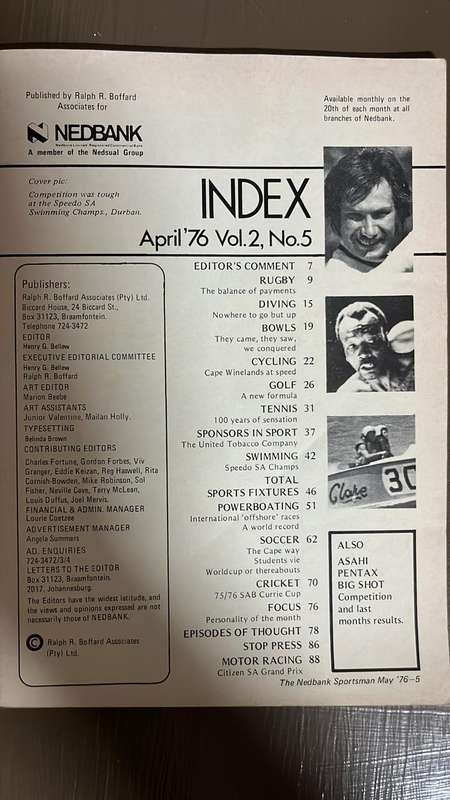 Published by Ralph R. Boffard
Associates for
NEDBANK
A member of the Nedsual Group
Available monthly on the
20th of each month at all
branches of Nedbank.
Cover pic:
Competition was tough
at the Speedo SA
Swimming Champs., Durban.
INDEX
April '76 Vol.2, No.5
Publishers:
Ralph R. Boffard Associates (Pty) Ltd.
Biccard House, 24 Biccard St.,
Box 31123, Braamfontein.
Telephone 724-3472
EDITOR
Henry G. Bellew
EXECUTIVE EDITORIAL COMMITTEE
Henry G. Bellew
Ralph R. Boffard
ART EDITOR
Marion Beebe
ART ASSISTANTS
Junior Valentine, Mailan Holly.
TYPESETTING
Belinda Brown
CONTRIBUTING EDITORS
Charles Fortune, Gordon Forbes, Viv
Granger, Eddie Keizan, Reg Haswell, Rita
Cornish-Bowden, Mike Robinson, Sol
Fisher, Neville Cave, Terry McLean,
Louis Duffus, Joel Mervis.
FINANCIAL & ADMIN. MANAGER
Lourie Coetzee
ADVERTISEMENT MANAGER
Angela Summers
AD. ENQUIRIES
724-3472/3/4
LETTERS TO THE EDITOR
Box 31123, Braamfontein.
2017, Johannesburg.
The Editors have the widest latitude, and
the views and opinions expressed are not
necessarily those of NEDBANK.
© Ralph R. Boffard Associates
(Pty) Ltd.
EDITOR'S COMMENT 7
RUGBY 9
The balance of payments
DIVING 15
Nowhere to go but up
BOWLS 19
They came, they saw,
we conquered
CYCLING 22
Cape Winelands at speed
GOLF 26
A new formula
TENNIS 31
100 years of sensation
SPONSORS IN SPORT 37
The United Tobacco Company
SWIMMING 42
Speedo SA Champs
TOTAL
SPORTS FIXTURES 46
POWERBOATING 51
International 'offshore' races
A world record
SOCCER 62
The Cape way
Students vie
Worldcup or thereabouts
CRICKET 70
75/76 SAB Currie Cup
FOCUS 76
Personality of the month
EPISODES OF THOUGHT 78
STOP PRESS 86
MOTOR RACING 88
Citizen SA Grand Prix
Clare 30
ALSO
ASAHI
PENTAX
BIG SHOT
Competition
and last
months results.
The Nedbank Sportsman May '76—5